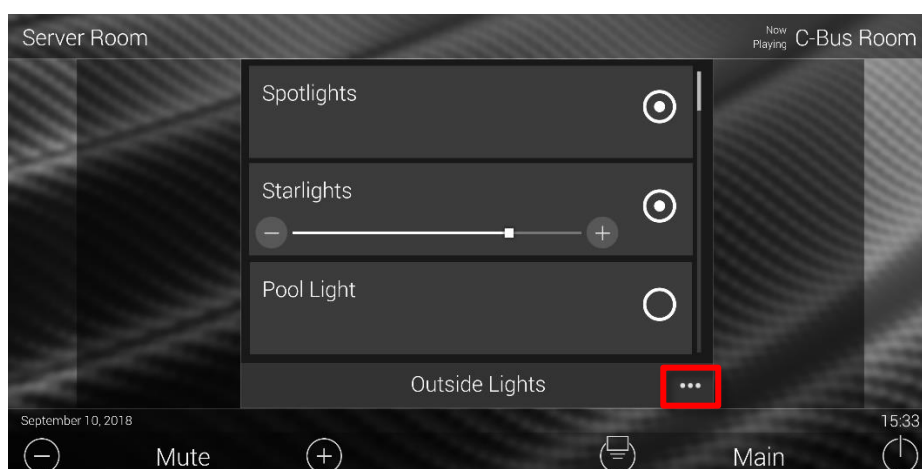 Server Room
Now Playing C-Bus Room
Spotlights
Starlights
Pool Light
Outside Lights
September 10, 2018
15:33
Mute
Main